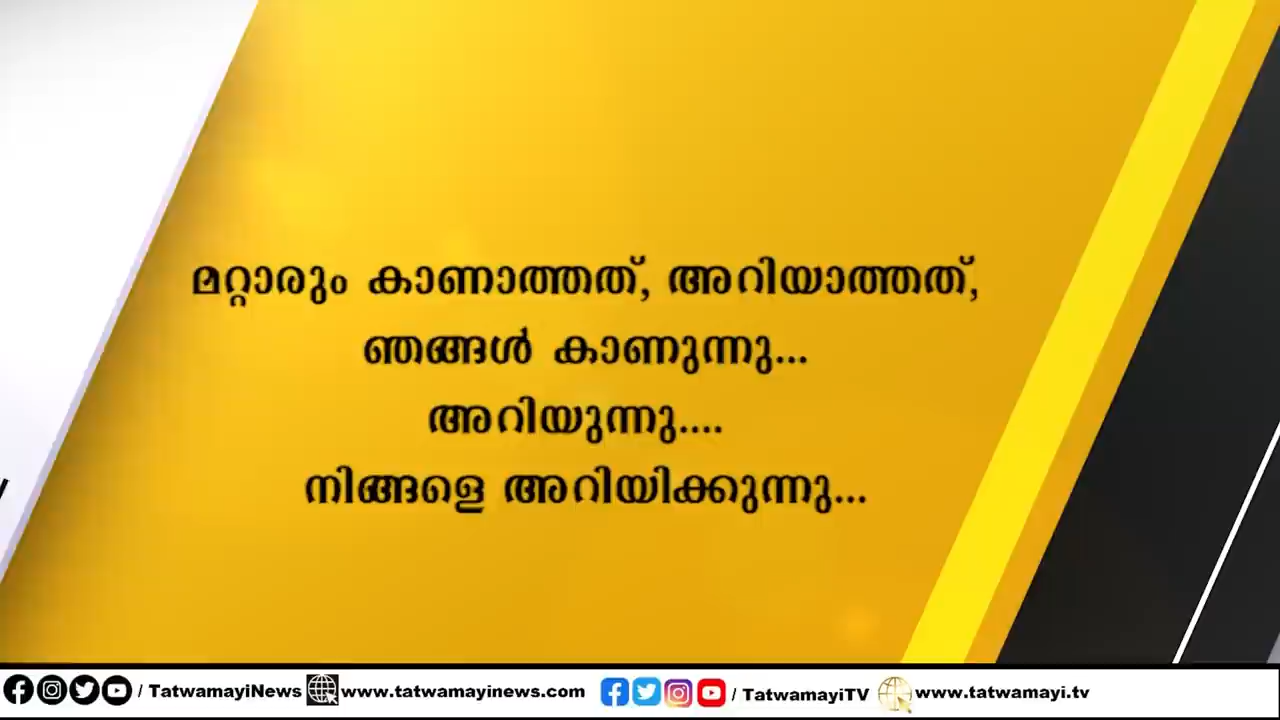 മറ്റാരും കാണാത്തത്, അറിയാത്തത്,
ഞങ്ങൾ കാണുന്നു...
അറിയുന്നു....
നിങ്ങളെ അറിയിക്കുന്നു...
/ TatwamayiNews www.tatwamayinews.com / TatwamayiTV www.tatwamayi.tv